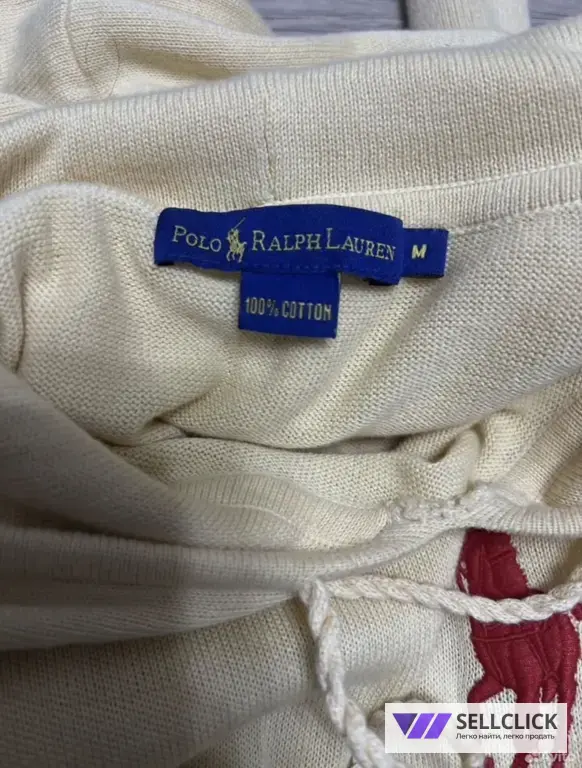 POLO RALPH LAUREN
M
100% COTTON
SELLCLICK
Легко найти, легко продать